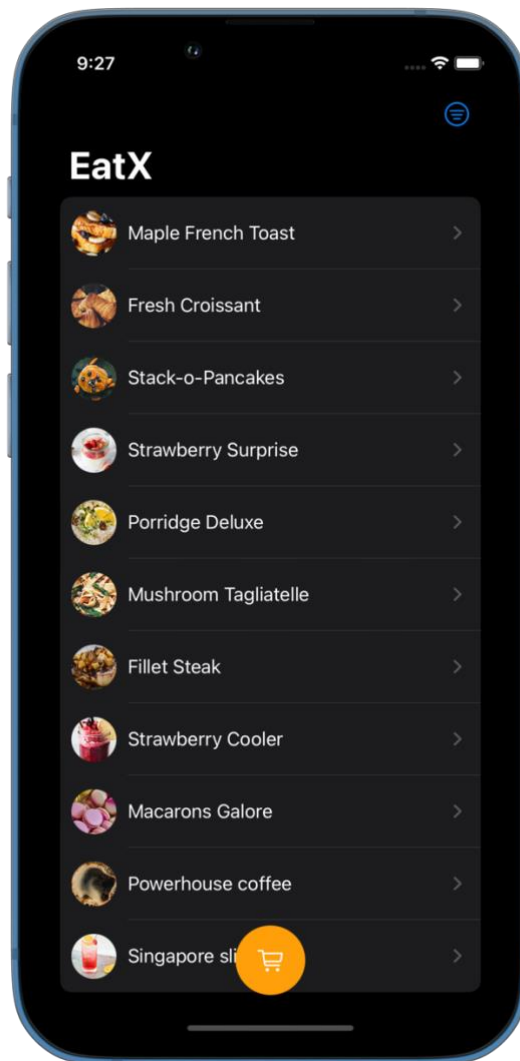 9:27
EatX
Maple French Toast
Fresh Croissant
Stack-o-Pancakes
Strawberry Surprise
Porridge Deluxe
Mushroom Tagliatelle
Fillet Steak
Strawberry Cooler
Macarons Galore
Powerhouse coffee
Singapore sli